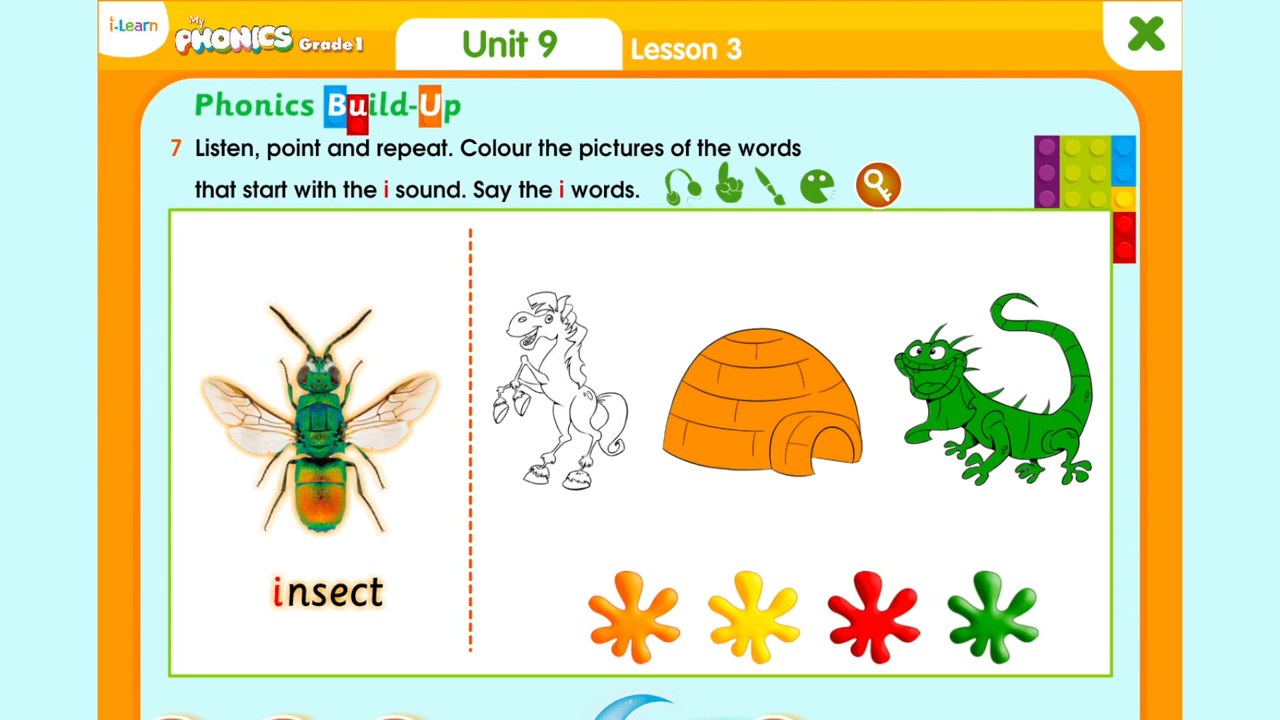 i-Learn
My
PHONICS Grade 1
Unit 9
Lesson 3
Phonics Build-Up
7 Listen, point and repeat. Colour the pictures of the words
that start with the i sound. Say the i words.
insect